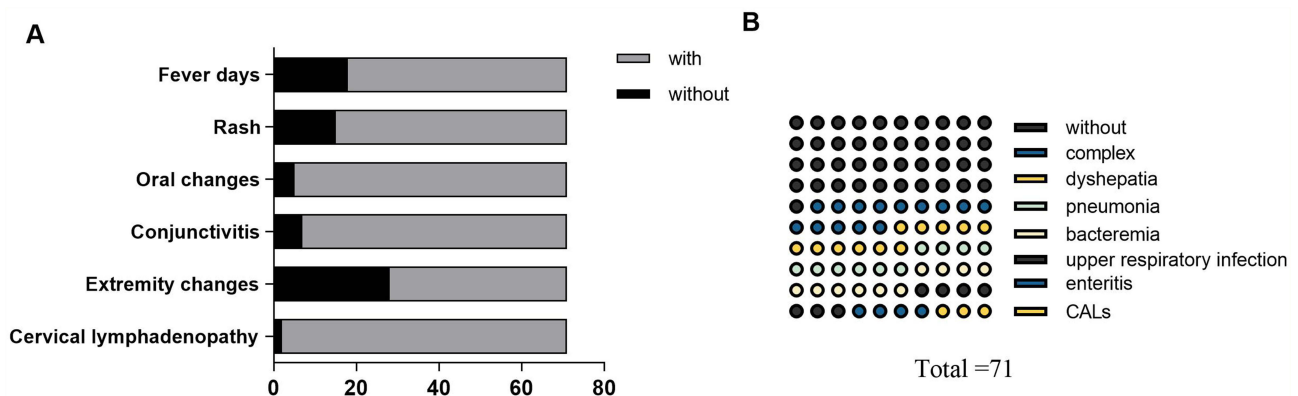 A
Fever days
Rash
Oral changes
Conjunctivitis
Extremity changes
Cervical lymphadenopathy
0 20 40 60 80
with
without
B
without
complex
dyshepatia
pneumonia
bacteremia
upper respiratory infection
enteritis
CALs
Total =71